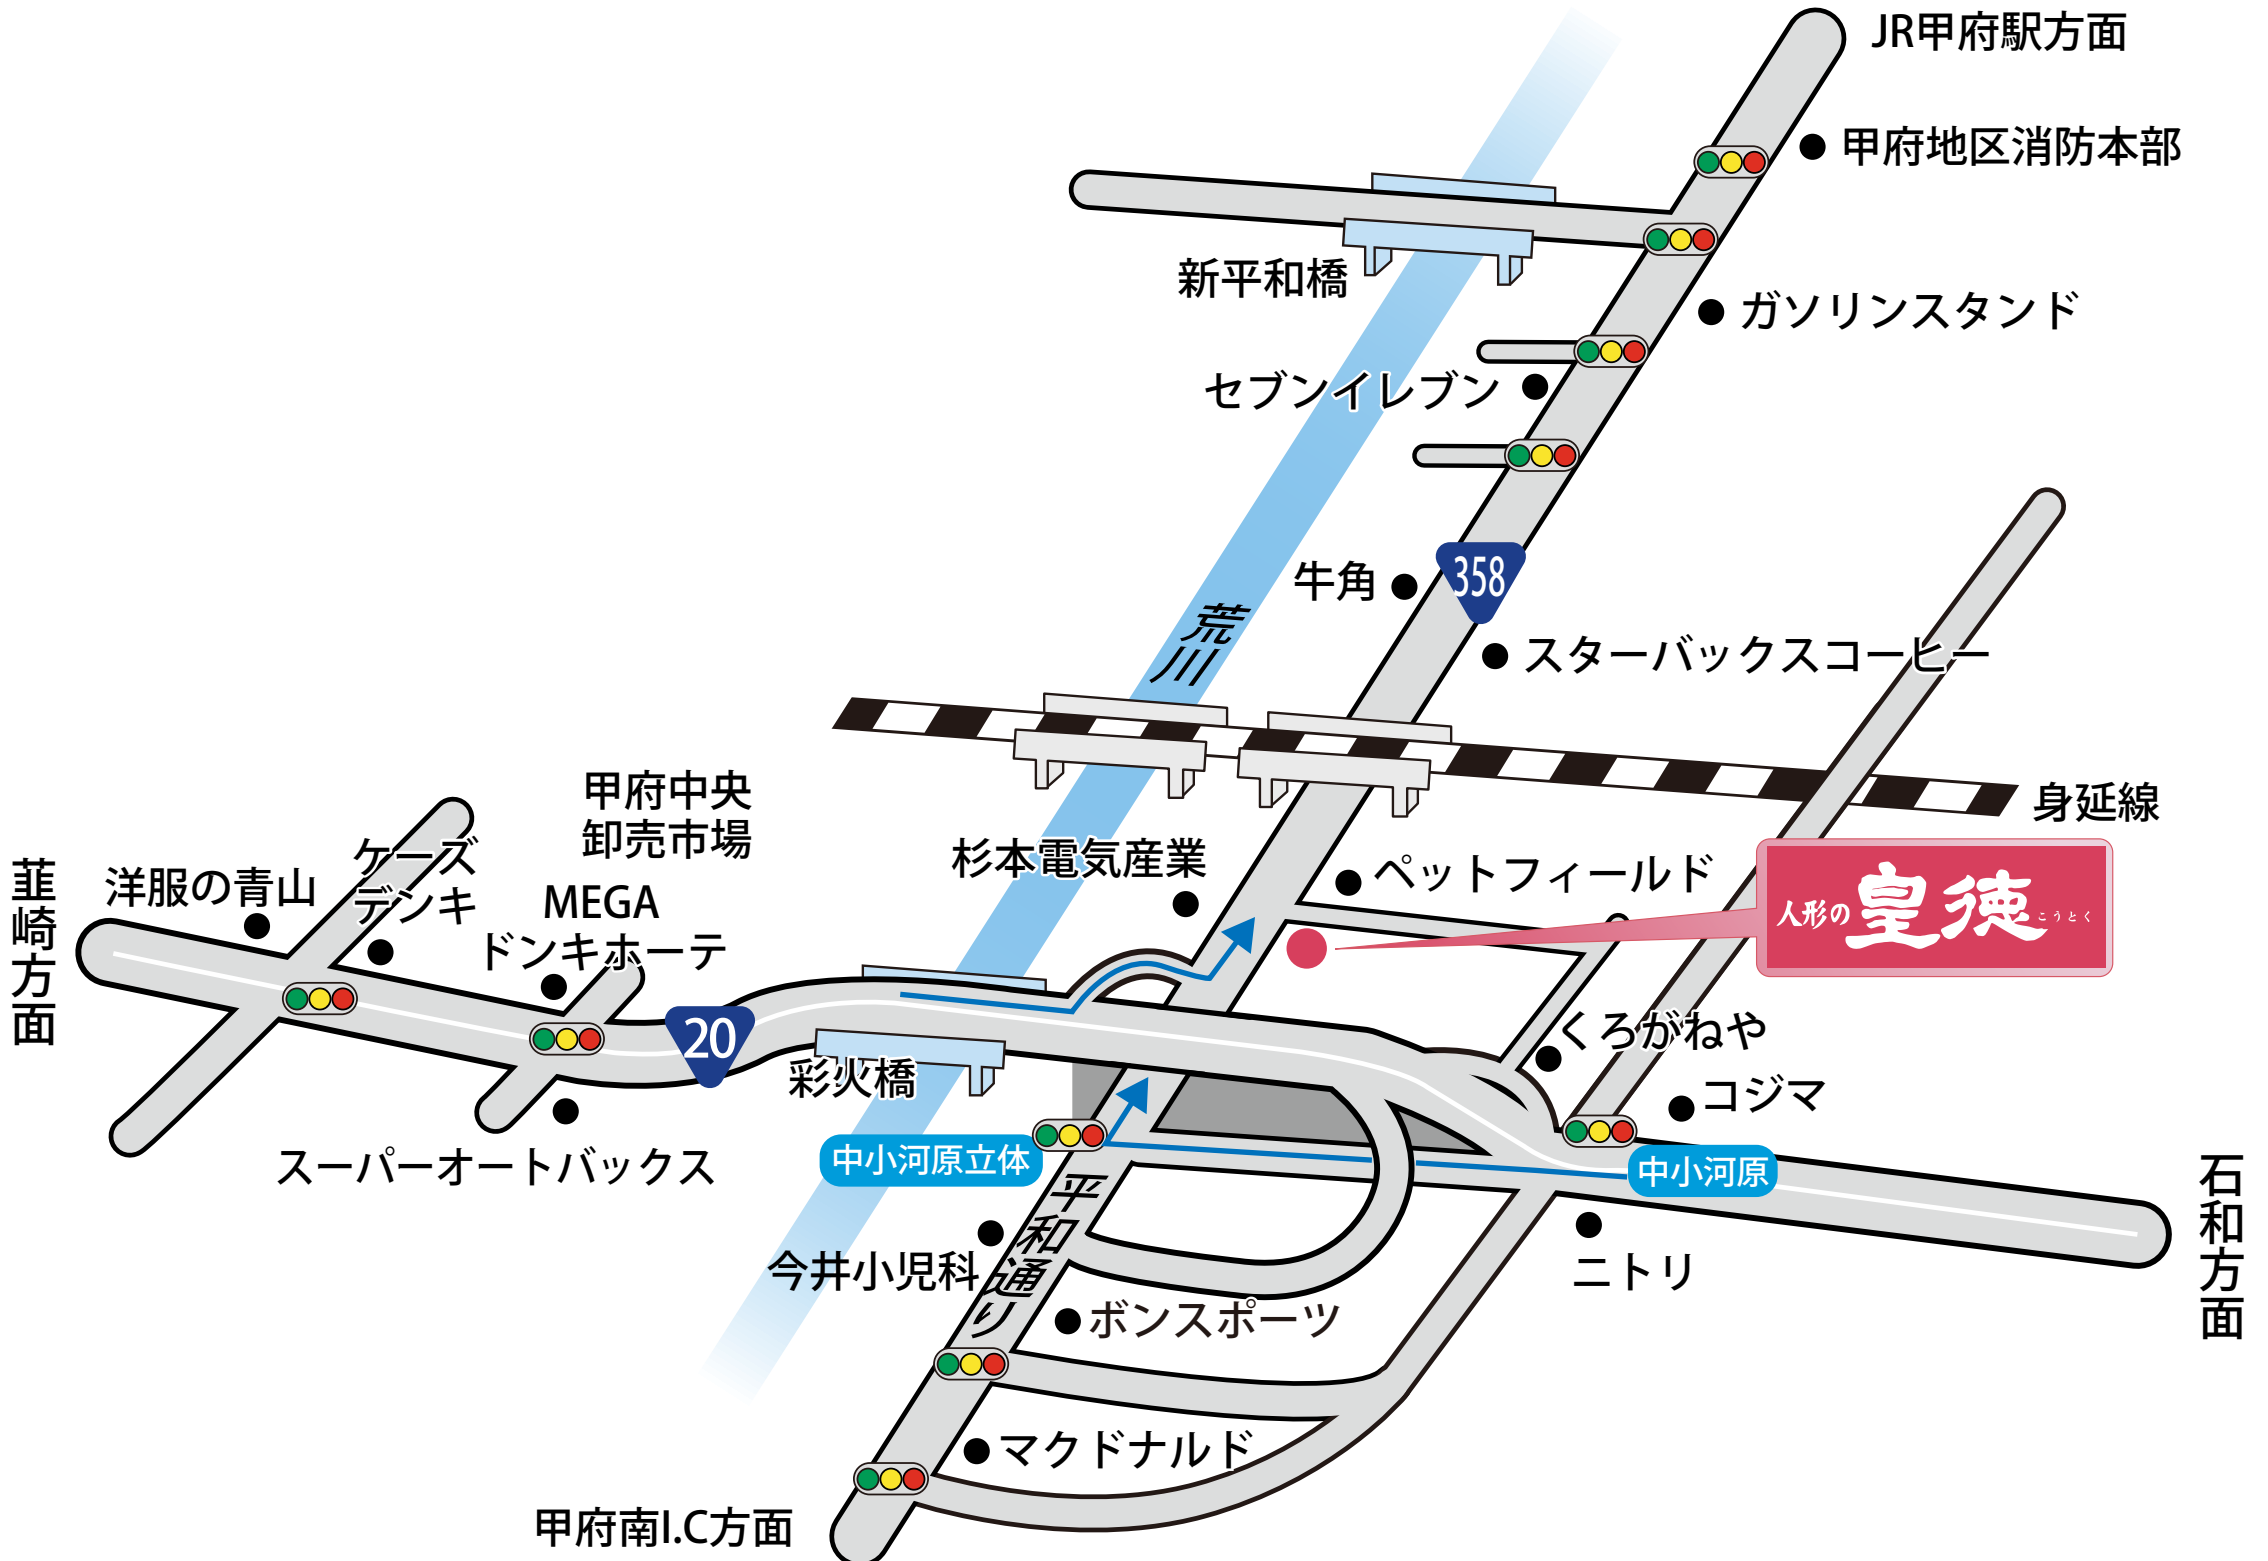 JR甲府駅方面
甲府地区消防本部
新平和橋
ガソリンスタンド
セブンイレブン
358
牛角
荒川
スターバックスコーヒー
身延線
甲府中央
卸売市場
杉本電気産業
ペットフィールド
韮崎方面
洋服の青山
ケーズ
デンキ
MEGA
ドンキホーテ
人形の皇徳こうとく
20
彩火橋
くろがねや
コジマ
スーパーオートバックス
中小河原立体
中小河原
石和方面
平和通り
今井小児科
ニトリ
ボンスポーツ
マクドナルド
甲府南I.C方面